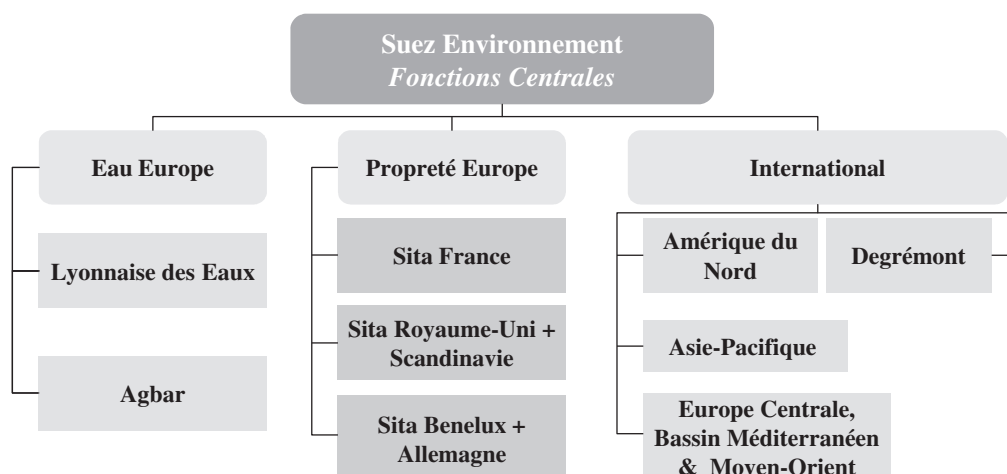 Suez Environnement
Fonctions Centrales
Eau Europe
Propreté Europe
International
Lyonnaise des Eaux
Agbar
Sita France
Sita Royaume-Uni +
Scandinavie
Sita Benelux +
Allemagne
Amérique du
Nord
Degrémont
Asie-Pacifique
Europe Centrale,
Bassin Méditerranéen
& Moyen-Orient